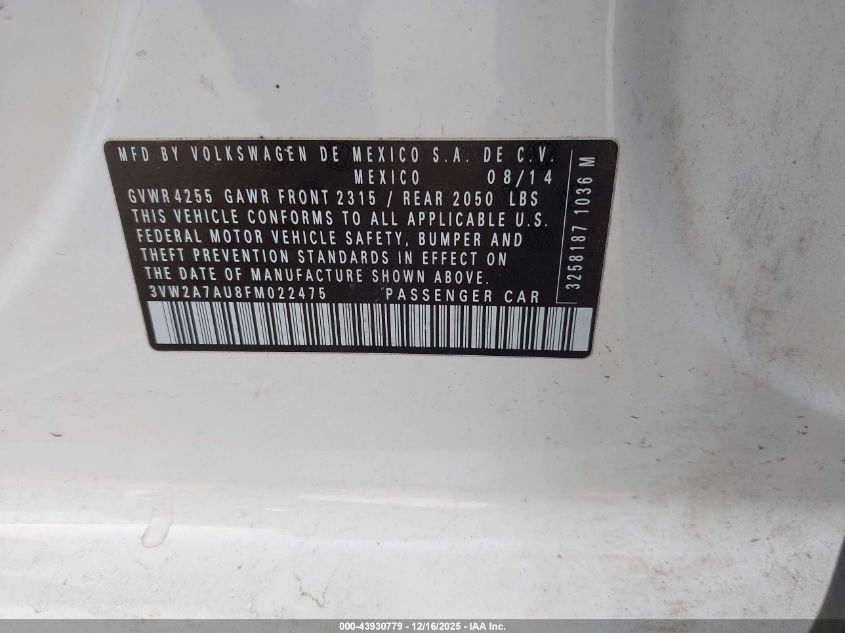 MFD BY VOLKSWAGEN DE MEXICO S.A. DE C.V.
MEXICO 08/14
GVWR 4255 GAWR FRONT 2315 / REAR 2050 LBS
THIS VEHICLE CONFORMS TO ALL APPLICABLE U.S.
FEDERAL MOTOR VEHICLE SAFETY, BUMPER AND
THEFT PREVENTION STANDARDS IN EFFECT ON
THE DATE OF MANUFACTURE SHOWN ABOVE.
3VW2A7AU8FM022475 PASSENGER CAR
3258187 1036 M
000-43930779 - 12/16/2025 - IAA Inc.